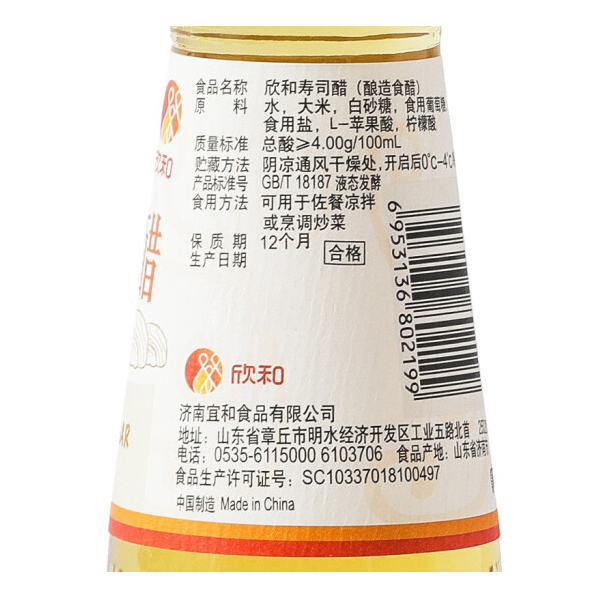 食品名称 欣和寿司醋（酿造食醋）
原料 水，大米，白砂糖，食用葡萄糖，
食用盐，L-苹果酸，柠檬酸
质量标准 总酸≥4.00g/100mL
贮藏方法 阴凉通风干燥处，开启后0℃-4℃
产品标准号 GB/T 18187 液态发酵
食用方法 可用于佐餐凉拌
或烹调炒菜
保质期 12个月
生产日期 合格
6953136802199
欣和
醋
AR
欣和
济南宜和食品有限公司
地址：山东省章丘市明水经济开发区工业五路北首
电话：0535-6115000 6103706 食品产地：山东省济南
食品生产许可证号：SC10337018100497
中国制造 Made in China